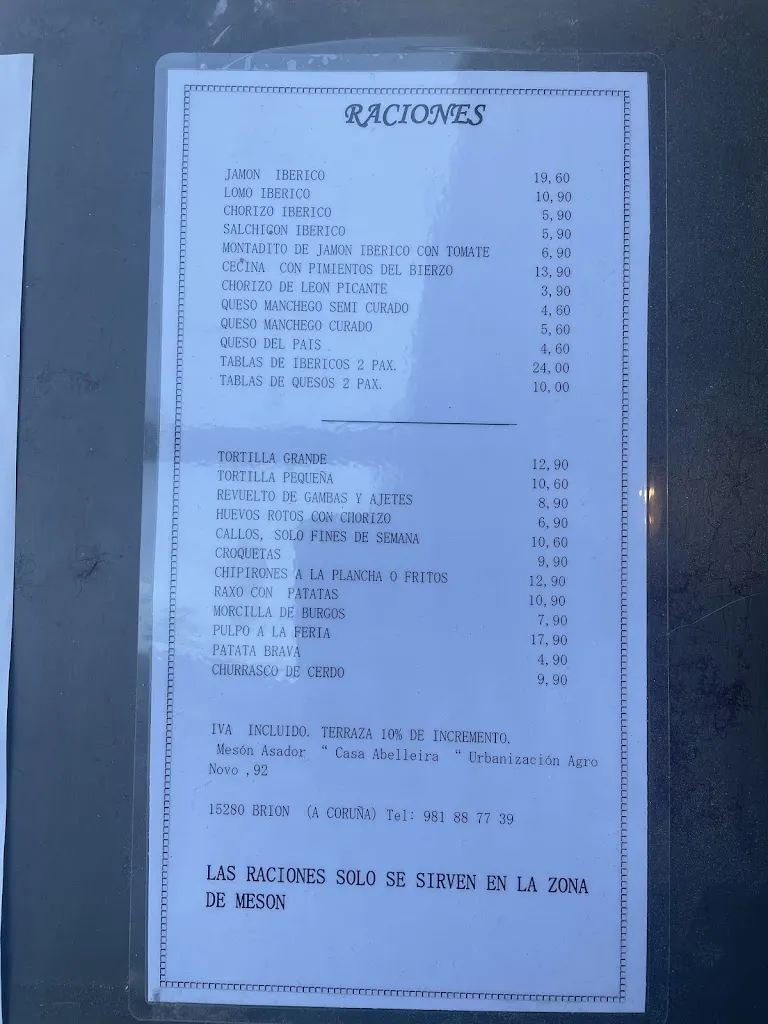 RACIONES
JAMON IBERICO 19,60
LOMO IBERICO 10,90
CHORIZO IBERICO 5,90
SALCHICON IBERICO 5,90
MONTADITO DE JAMON IBERICO CON TOMATE 6,90
CECINA CON PIMIENTOS DEL BIERZO 13,90
CHORIZO DE LEON PICANTE 3,90
QUESO MANCHEGO SEMI CURADO 4,60
QUESO MANCHEGO CURADO 5,60
QUESO DEL PAIS 4,60
TABLAS DE IBERICOS 2 PAX. 24,00
TABLAS DE QUESOS 2 PAX. 10,00
TORTILLA GRANDE 12,90
TORTILLA PEQUEÑA 10,60
REVUELTO DE GAMBAS Y AJETES 8,90
HUEVOS ROTOS CON CHORIZO 6,90
CALLOS, SOLO FINES DE SEMANA 10,60
CROQUETAS 9,90
CHIPIRONES A LA PLANCHA O FRITOS 12,90
RAXO CON PATATAS 10,90
MORCILLA DE BURGOS 7,90
PULPO A LA FERIA 17,90
PATATA BRAVA 4,90
CHURRASCO DE CERDO 9,90
IVA INCLUIDO. TERRAZA 10% DE INCREMENTO.
Mesón Asador “ Casa Abelleira “ Urbanización Agro
Novo ,92
15280 BRION (A CORUÑA) Tel: 981 88 77 39
LAS RACIONES SOLO SE SIRVEN EN LA ZONA
DE MESON